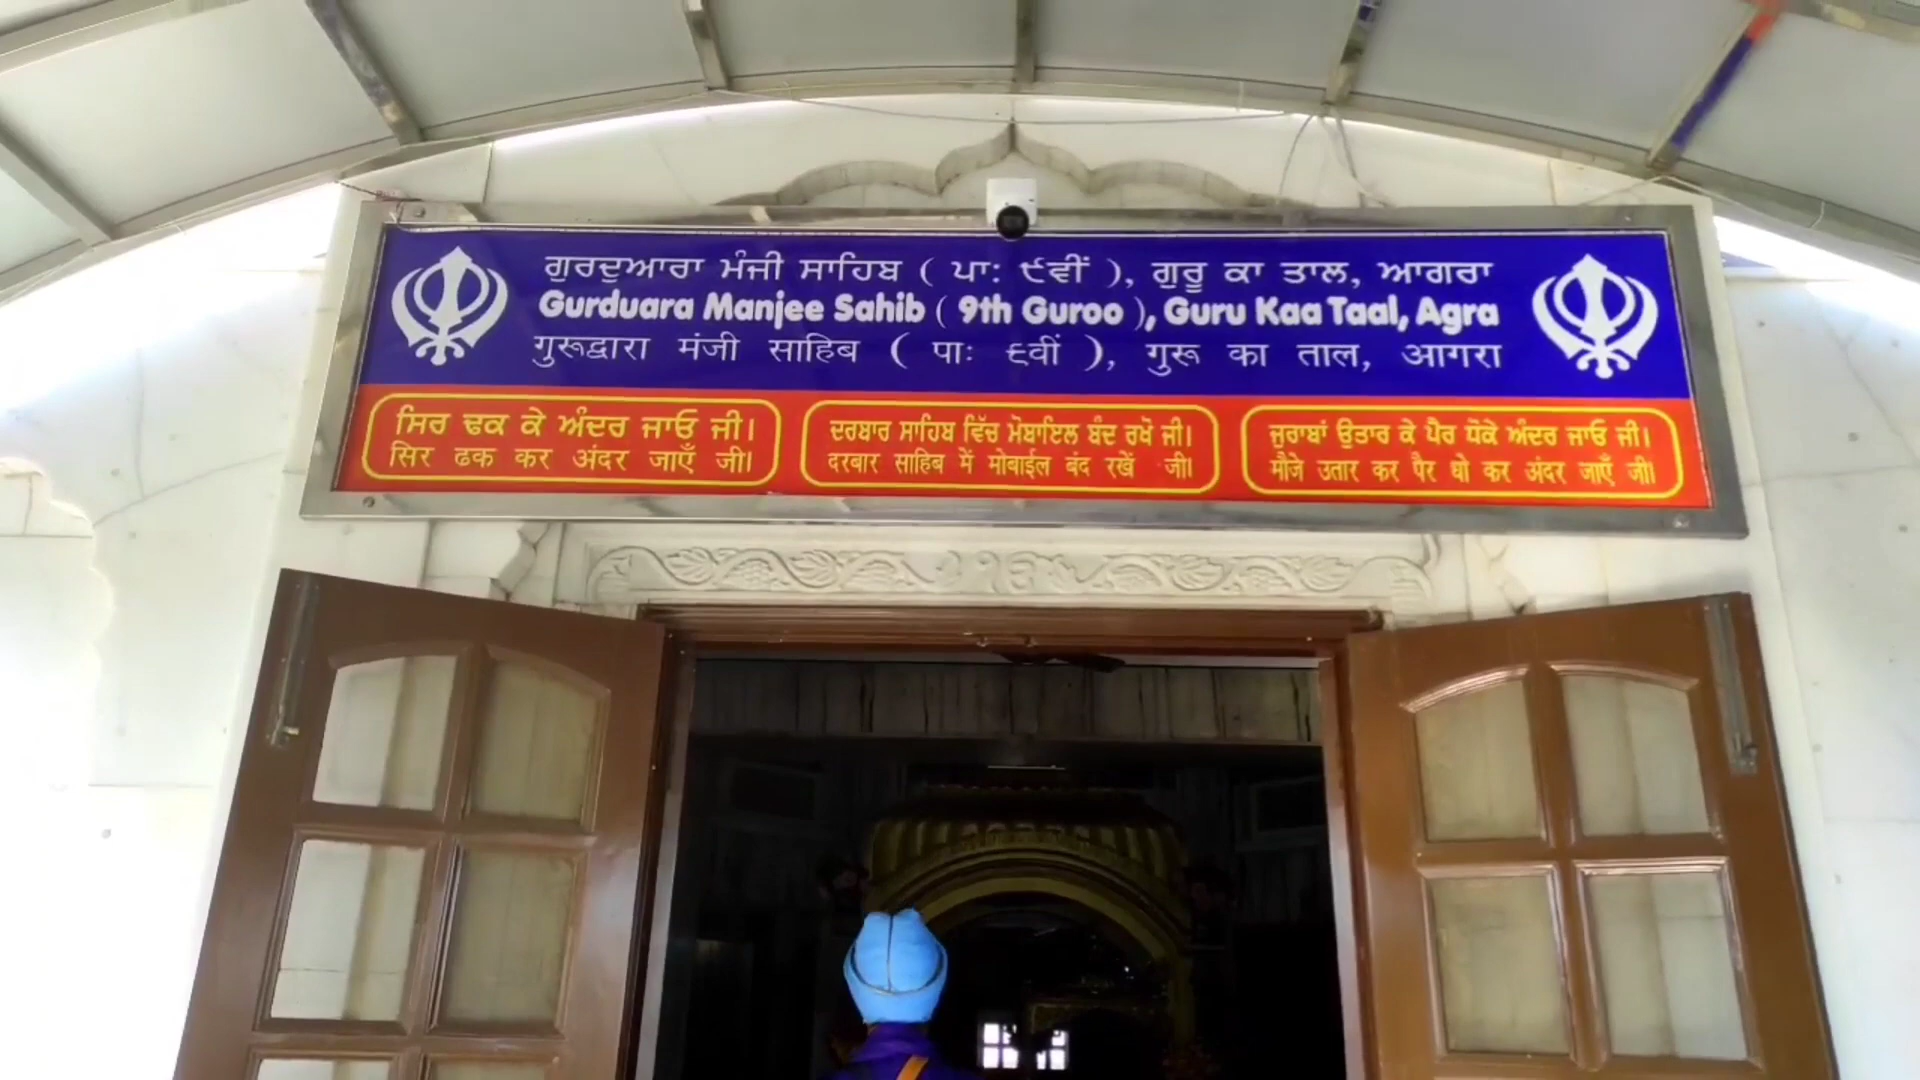 ਗੁਰਦੁਆਰਾ ਮੰਜੀ ਸਾਹਿਬ ( ਪਾ: ੯ਵੀਂ ), ਗੁਰੂ ਕਾ ਤਾਲ, ਆਗਰਾ
Gurduara Manjee Sahib ( 9th Guroo ), Guru Kaa Taal, Agra
गुरूद्वारा मंजी साहिब ( पाः ९वीं ), गुरू का ताल, आगरा
ਸਿਰ ਢਕ ਕੇ ਅੰਦਰ ਜਾਓ ਜੀ।
सिर ढक कर अंदर जाएँ जी।
ਦਰਬਾਰ ਸਾਹਿਬ ਵਿੱਚ ਮੋਬਾਇਲ ਬੰਦ ਰਖੋ ਜੀ।
दरबार साहिब में मोबाईल बंद रखें जी।
ਜੁਰਾਬਾਂ ਉਤਾਰ ਕੇ ਪੈਰ ਧੋਕੇ ਅੰਦਰ ਜਾਓ ਜੀ।
मौजे उतार कर पैर धो कर अंदर जाएँ जी।
ੴ